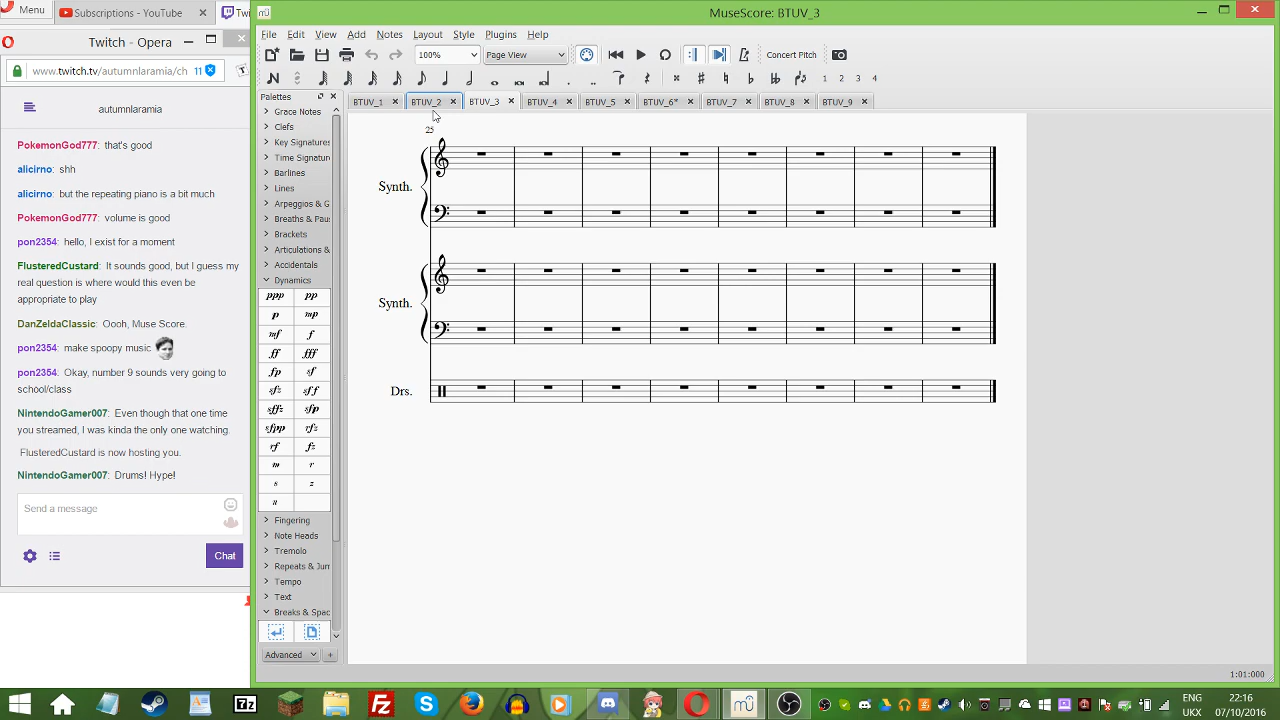 Menu
Subscriptions - YouTube
Twi
Twitch - Opera
www.twitch.tv/autumnlaramia/ch
11
T
autumnlaramia
PokemonGod777: that's good
alicirno: shh
alicirno: but the repeating piano is a bit much
PokemonGod777: volume is good
pon2354: hello, I exist for a moment
FlusteredCustard: It sounds good, but I guess my
real question is where would this even be
appropriate to play
DanZeldaClassic: Oooh, Muse Score.
pon2354: make spoopy music
pon2354: Okay, number 9 sounds very going to
school/class
NintendoGamer007: Even though that one time
you streamed, I was kinda the only one watching.
FlusteredCustard is now hosting you.
NintendoGamer007: Drums! Hype!
Send a message
Chat
MuseScore: BTUV_3
File Edit View Add Notes Layout Style Plugins Help
100% Page View Concert Pitch
N 1 2 3 4
Palettes
BTUV_1 BTUV_2 BTUV_3 BTUV_4 BTUV_5 BTUV_6* BTUV_7 BTUV_8 BTUV_9
Grace Notes
Clefs
Key Signatures
Time Signature
Barlines
Lines
Arpeggios & G
Breaths & Pau
Brackets
Articulations &
Accidentals
Dynamics
ppp pp
p mp
mf f
ff fff
fp sf
sfz sff
sffz sfp
sfpp rfz
rf fz
m r
s z
n
Fingering
Note Heads
Tremolo
Repeats & Jum
Tempo
Text
Breaks & Spac
Advanced +
25
Synth.
Synth.
Drs.
1:01:000
ENG
UKX
22:16
07/10/2016